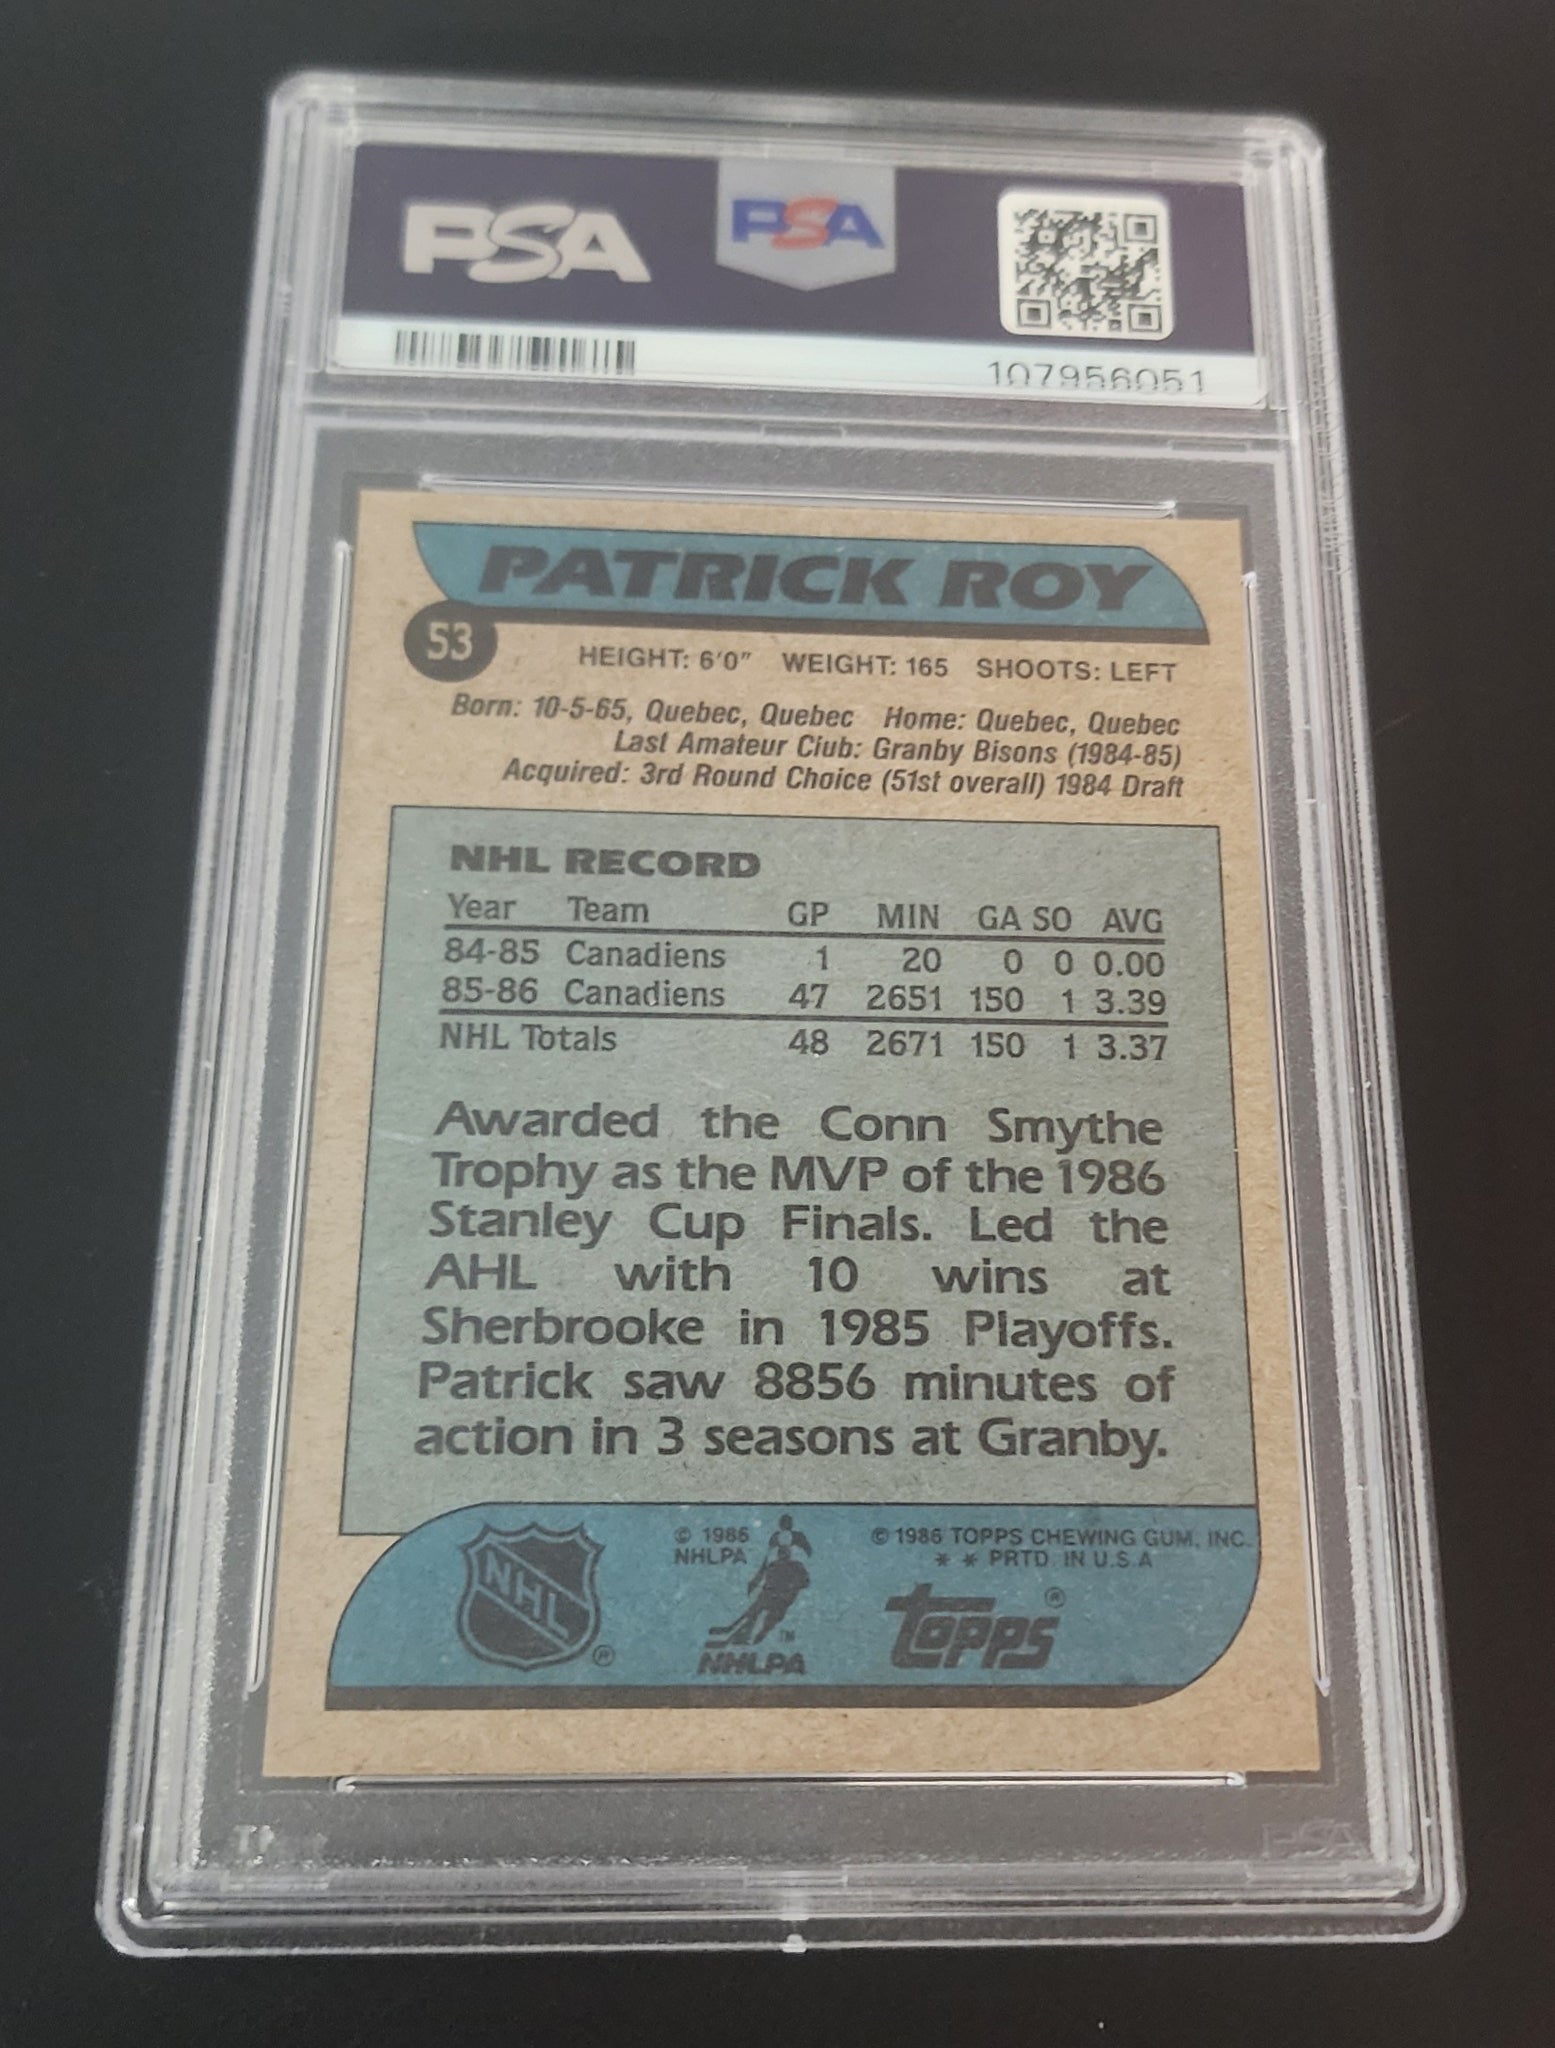 PSA
PSA
107956051
PATRICK ROY
53
HEIGHT: 6'0" WEIGHT: 165 SHOOTS: LEFT
Born: 10-5-65, Quebec, Quebec Home: Quebec, Quebec
Last Amateur Club: Granby Bisons (1984-85)
Acquired: 3rd Round Choice (51st overall) 1984 Draft
NHL RECORD
Year Team GP MIN GA SO AVG
84-85 Canadiens 1 20 0 0 0.00
85-86 Canadiens 47 2651 150 1 3.39
NHL Totals 48 2671 150 1 3.37
Awarded the Conn Smythe
Trophy as the MVP of the 1986
Stanley Cup Finals. Led the
AHL with 10 wins at
Sherbrooke in 1985 Playoffs.
Patrick saw 8856 minutes of
action in 3 seasons at Granby.
NHL ®
© 1986
NHLPA
™
NHLPA
© 1986 TOPPS CHEWING GUM, INC.
* * PRTD. IN U.S.A
topps ®
PSA